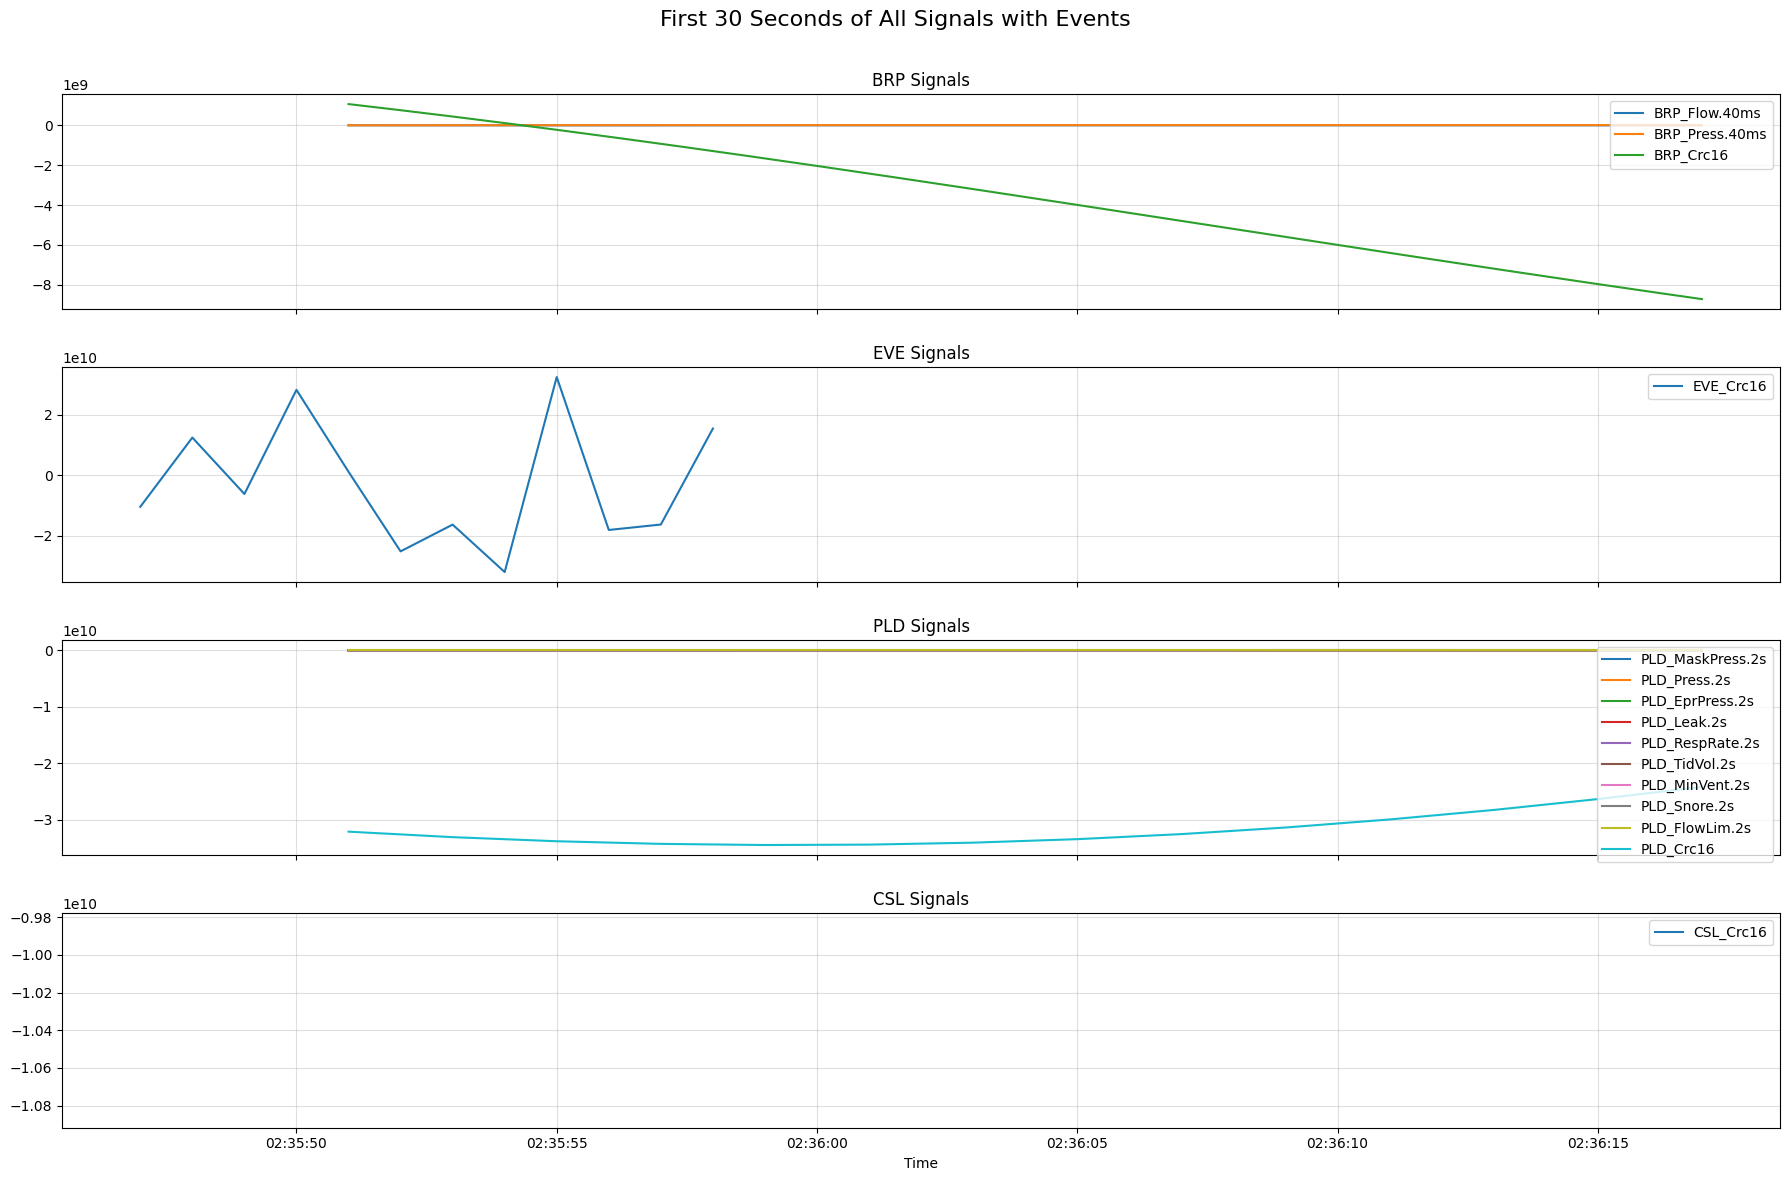 First 30 Seconds of All Signals with Events
BRP Signals
1e9
0
−2
−4
−6
−8
BRP_Flow.40ms
BRP_Press.40ms
BRP_Crc16
EVE Signals
1e10
2
0
−2
EVE_Crc16
PLD Signals
1e10
0
−1
−2
−3
PLD_MaskPress.2s
PLD_Press.2s
PLD_EprPress.2s
PLD_Leak.2s
PLD_RespRate.2s
PLD_TidVol.2s
PLD_MinVent.2s
PLD_Snore.2s
PLD_FlowLim.2s
PLD_Crc16
CSL Signals
1e10
−0.98
−1.00
−1.02
−1.04
−1.06
−1.08
CSL_Crc16
02:35:50 02:35:55 02:36:00 02:36:05 02:36:10 02:36:15
Time